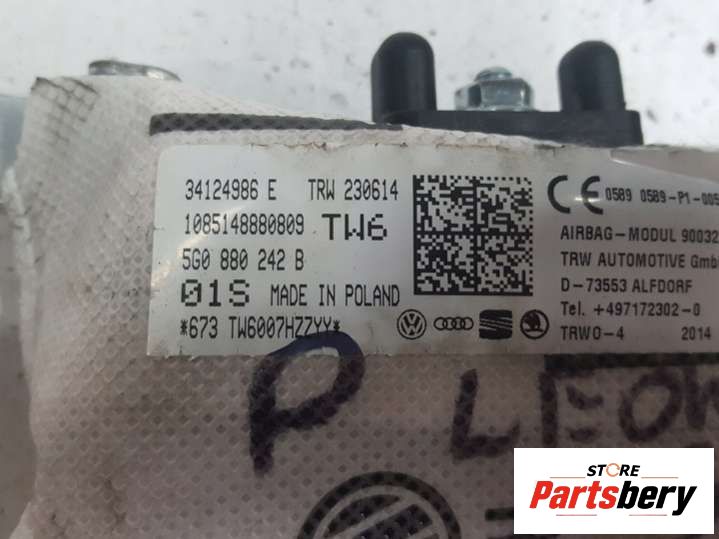 34124986 E TRW 230614
1085148880809 TW6
5G0 880 242 B
01S MADE IN POLAND
*673 TW6007HZZYY*
CE 0589 0589-P1-005
AIRBAG-MODUL 90032
TRW AUTOMOTIVE Gmb
D-73553 ALFDORF
Tel. +497172302-0
TRWO-4 2014
P LEON
STORE
Partsbery